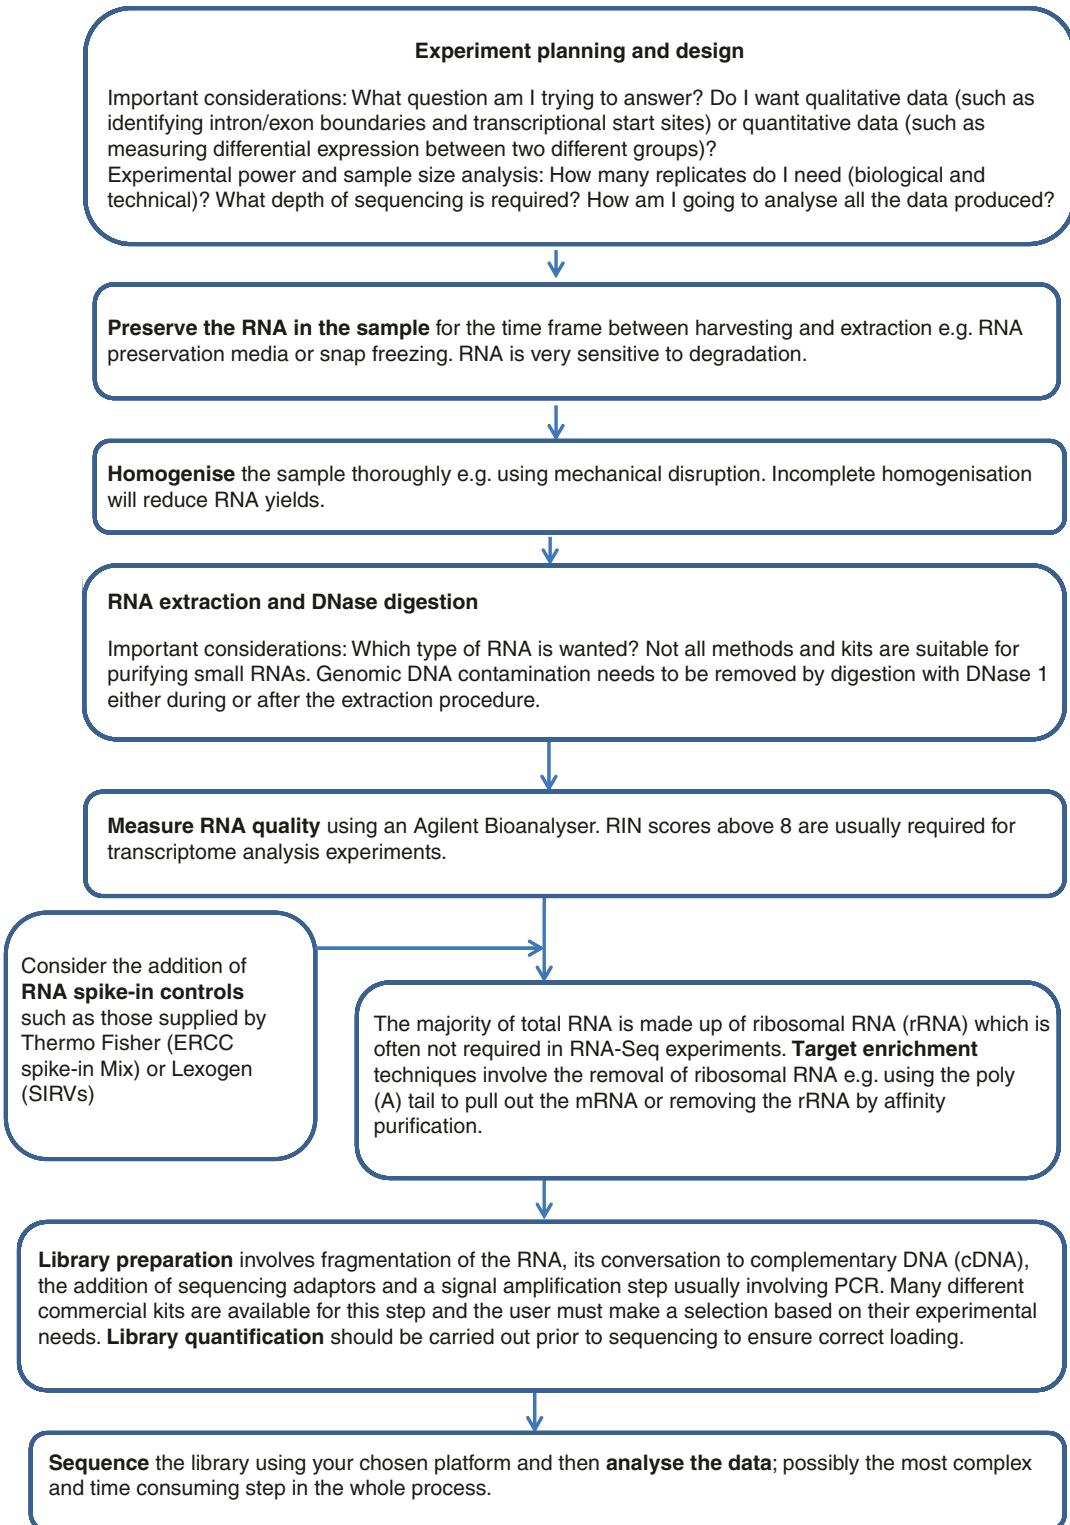 Experiment planning and design
Important considerations: What question am I trying to answer? Do I want qualitative data (such as
identifying intron/exon boundaries and transcriptional start sites) or quantitative data (such as
measuring differential expression between two different groups)?
Experimental power and sample size analysis: How many replicates do I need (biological and
technical)? What depth of sequencing is required? How am I going to analyse all the data produced?
Preserve the RNA in the sample for the time frame between harvesting and extraction e.g. RNA
preservation media or snap freezing. RNA is very sensitive to degradation.
Homogenise the sample thoroughly e.g. using mechanical disruption. Incomplete homogenisation
will reduce RNA yields.
RNA extraction and DNase digestion
Important considerations: Which type of RNA is wanted? Not all methods and kits are suitable for
purifying small RNAs. Genomic DNA contamination needs to be removed by digestion with DNase 1
either during or after the extraction procedure.
Measure RNA quality using an Agilent Bioanalyser. RIN scores above 8 are usually required for
transcriptome analysis experiments.
Consider the addition of
RNA spike-in controls
such as those supplied by
Thermo Fisher (ERCC
spike-in Mix) or Lexogen
(SIRVs)
The majority of total RNA is made up of ribosomal RNA (rRNA) which is
often not required in RNA-Seq experiments. Target enrichment
techniques involve the removal of ribosomal RNA e.g. using the poly
(A) tail to pull out the mRNA or removing the rRNA by affinity
purification.
Library preparation involves fragmentation of the RNA, its conversation to complementary DNA (cDNA),
the addition of sequencing adaptors and a signal amplification step usually involving PCR. Many different
commercial kits are available for this step and the user must make a selection based on their experimental
needs. Library quantification should be carried out prior to sequencing to ensure correct loading.
Sequence the library using your chosen platform and then analyse the data; possibly the most complex
and time consuming step in the whole process.